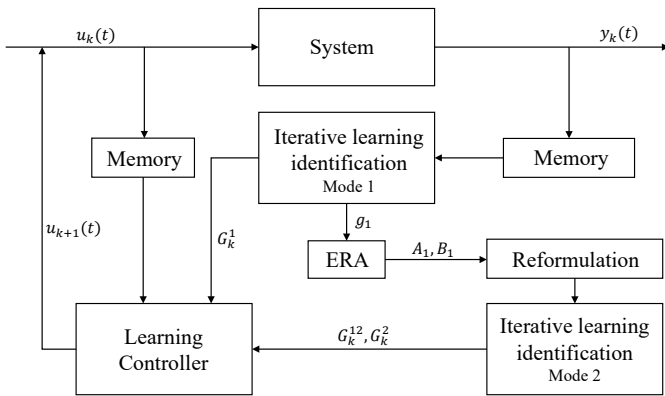 u_k(t)
System
y_k(t)
Memory
Iterative learning
identification
Mode 1
Memory
u_{k+1}(t)
G_k^1
g_1
ERA
A_1, B_1
Reformulation
Learning
Controller
G_k^{12}, G_k^2
Iterative learning
identification
Mode 2